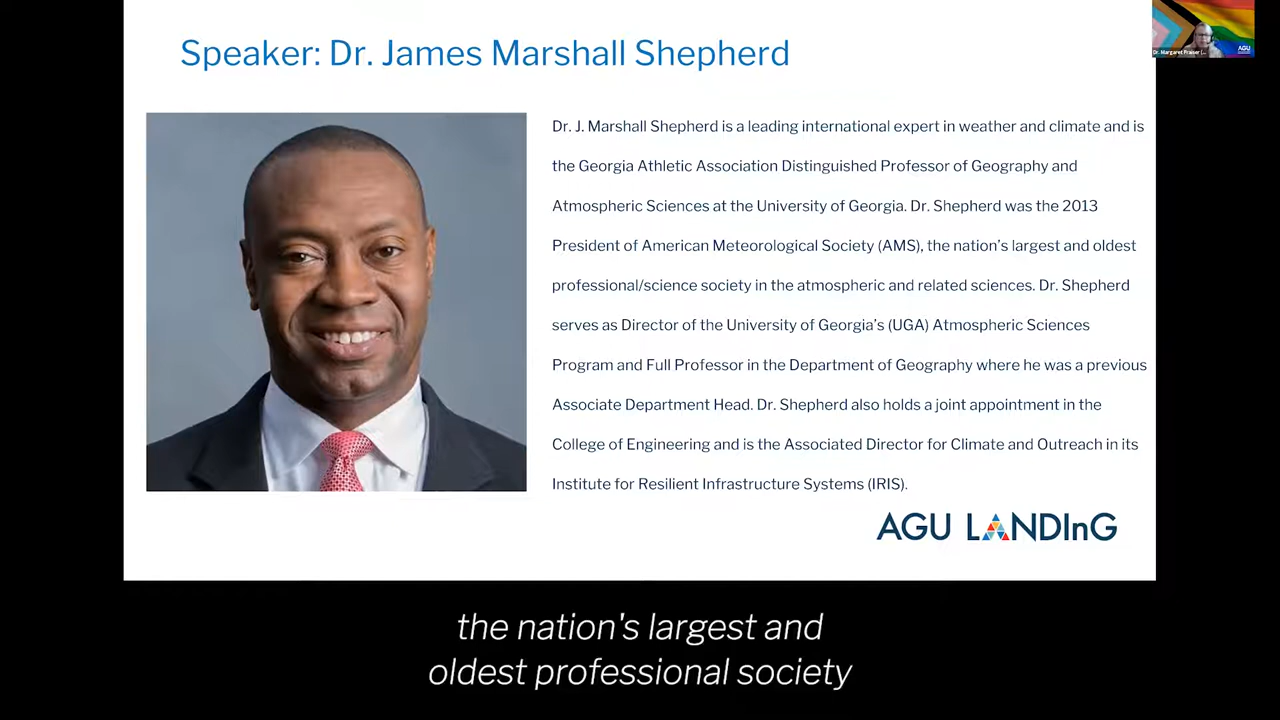 Speaker: Dr. James Marshall Shepherd
Dr. J. Marshall Shepherd is a leading international expert in weather and climate and is
the Georgia Athletic Association Distinguished Professor of Geography and
Atmospheric Sciences at the University of Georgia. Dr. Shepherd was the 2013
President of American Meteorological Society (AMS), the nation's largest and oldest
professional/science society in the atmospheric and related sciences. Dr. Shepherd
serves as Director of the University of Georgia's (UGA) Atmospheric Sciences
Program and Full Professor in the Department of Geography where he was a previous
Associate Department Head. Dr. Shepherd also holds a joint appointment in the
College of Engineering and is the Associated Director for Climate and Outreach in its
Institute for Resilient Infrastructure Systems (IRIS).
AGU LANDInG
Dr. Margaret Fraiser (...
AGU
the nation's largest and
oldest professional society